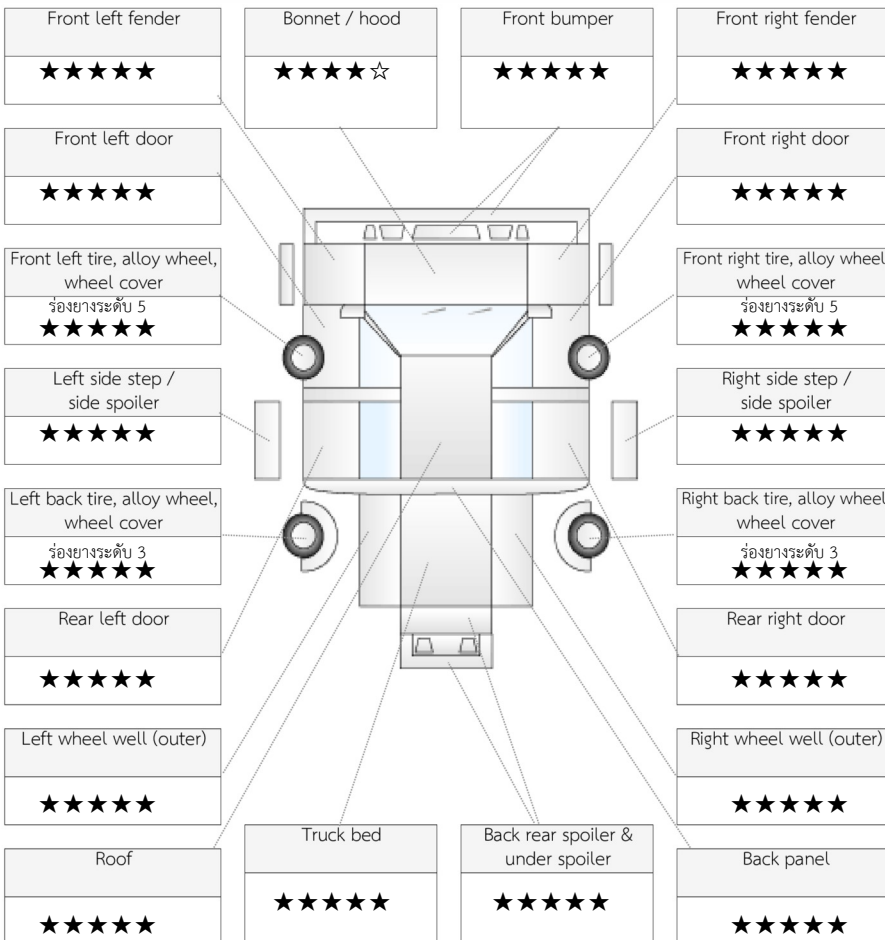 Front left fender
★★★★★
Bonnet / hood
★★★★☆
Front bumper
★★★★★
Front right fender
★★★★★
Front left door
★★★★★
Front right door
★★★★★
Front left tire, alloy wheel,
wheel cover
ร่องยางระดับ 5
★★★★★
Front right tire, alloy wheel
wheel cover
ร่องยางระดับ 5
★★★★★
Left side step /
side spoiler
★★★★★
Right side step /
side spoiler
★★★★★
Left back tire, alloy wheel,
wheel cover
ร่องยางระดับ 3
★★★★★
Right back tire, alloy wheel
wheel cover
ร่องยางระดับ 3
★★★★★
Rear left door
★★★★★
Rear right door
★★★★★
Left wheel well (outer)
★★★★★
Right wheel well (outer)
★★★★★
Roof
★★★★★
Truck bed
★★★★★
Back rear spoiler &
under spoiler
★★★★★
Back panel
★★★★★